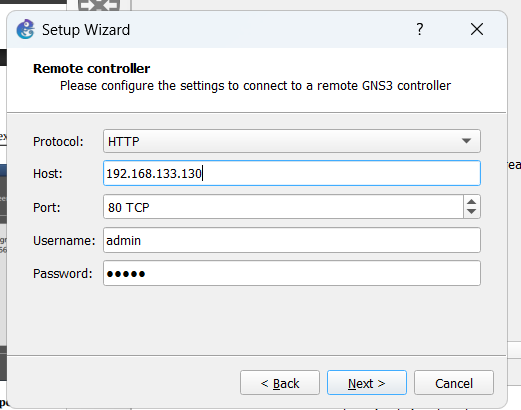 Setup Wizard
?
Remote controller
Please configure the settings to connect to a remote GNS3 controller
Protocol: HTTP
Host: 192.168.133.130
Port: 80 TCP
Username: admin
Password: ●●●●●
< Back Next > Cancel